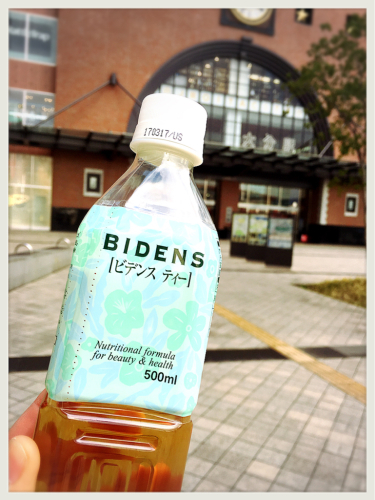 170317/US
BIDENS
[ビデンス ティー]
Nutritional formula
for beauty & health
500ml